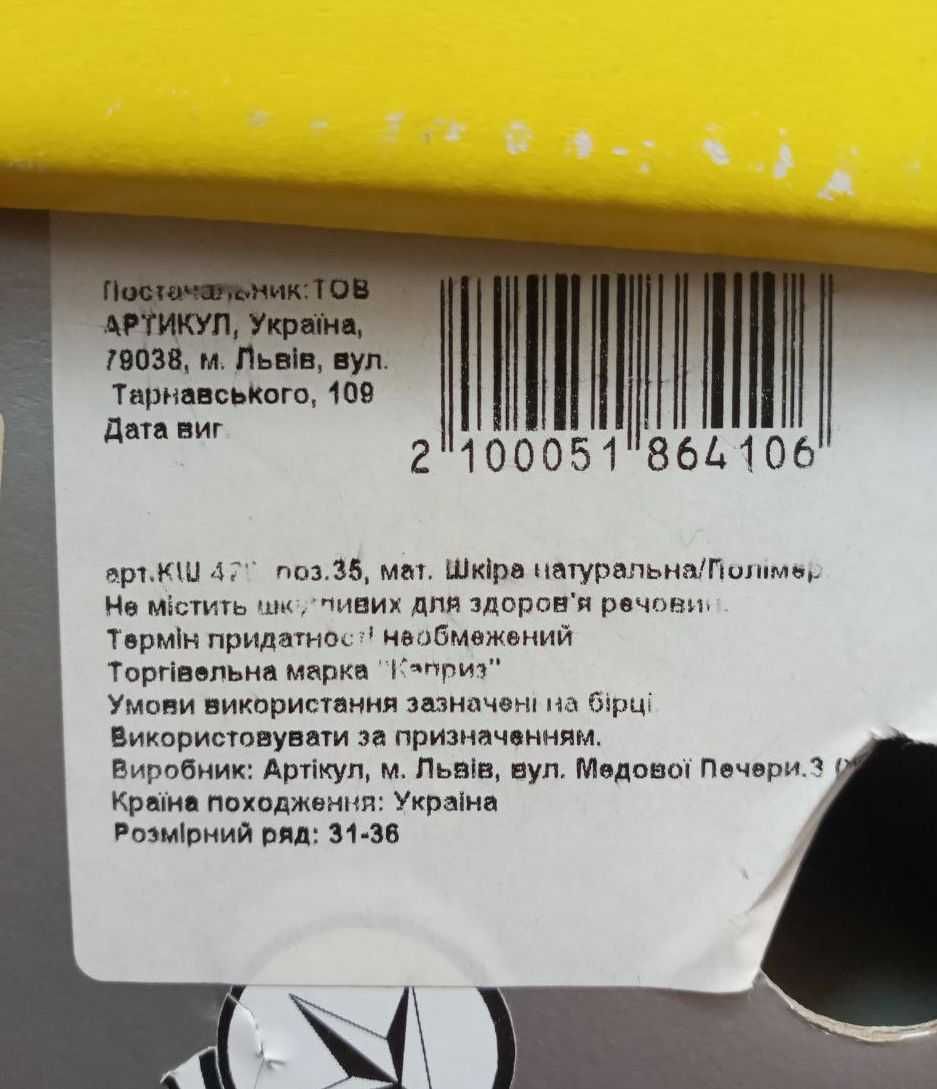 Постачальник:ТОВ
АРТИКУЛ, Україна,
79038, м. Львів, вул.
Тарнавського, 109
Дата виг
2 100051 864106
арт.КШ поз.35, мат. Шкіра натуральна/Полімер.
Не містить шкідливих для здоров'я речовин.
Термін придатності необмежений
Торгівельна марка "Каприз"
Умови використання зазначені на бірці
Використовувати за призначенням.
Виробник: Артікул, м. Львів, вул. Медової Печери.3
Країна походження: Україна
Розмірний ряд: 31-36